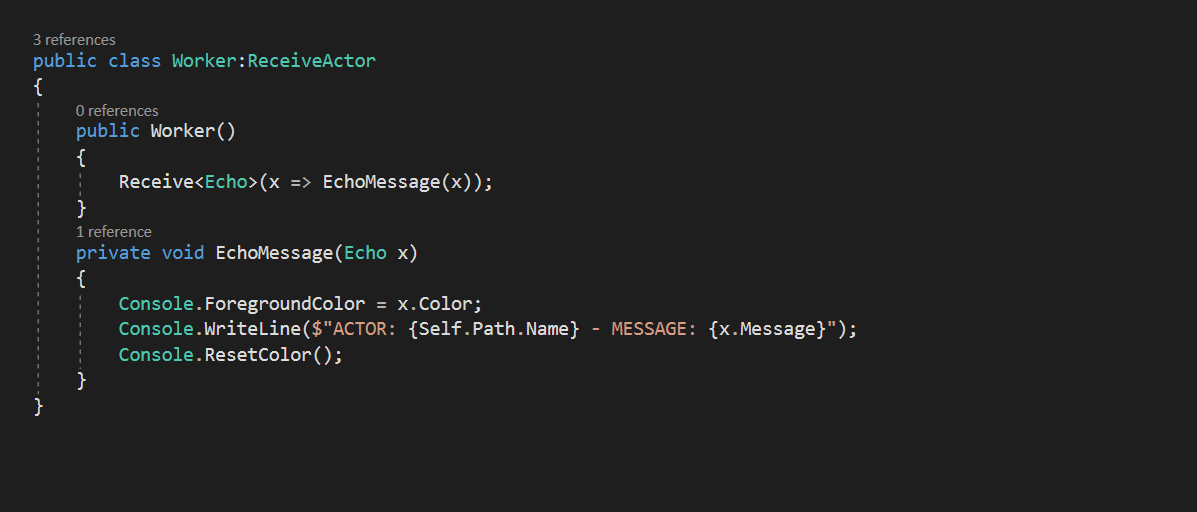 3 references
public class Worker:ReceiveActor
{
0 references
public Worker()
{
Receive<Echo>(x => EchoMessage(x));
}
1 reference
private void EchoMessage(Echo x)
{
Console.ForegroundColor = x.Color;
Console.WriteLine($"ACTOR: {Self.Path.Name} - MESSAGE: {x.Message}");
Console.ResetColor();
}
}